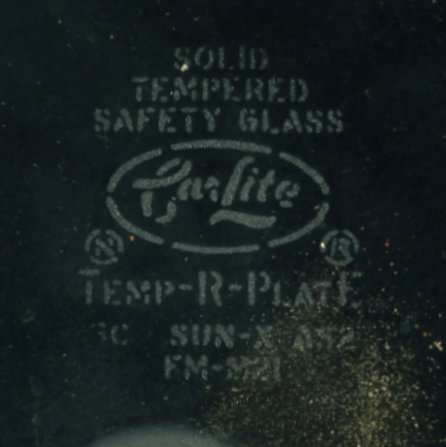 SOLID
TEMPERED
SAFETY GLASS
Carlite
R R
TEMP-R-PLATE
SUN-X AS2